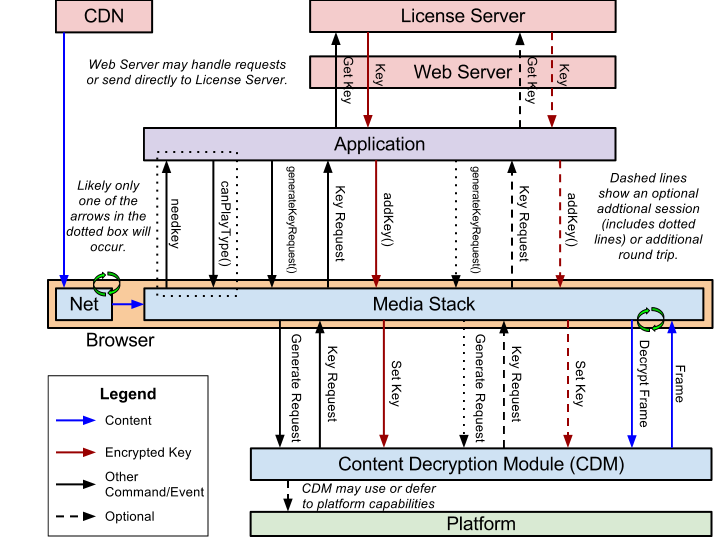 CDN
License Server
Web Server may handle requests
or send directly to License Server.
Web Server
Get Key
Key
Get Key
Key
Application
Likely only
one of the
arrows in the
dotted box will
occur.
needkey
canPlayType()
generateKeyRequest()
Key Request
addKey()
generateKeyRequest()
Key Request
addKey()
Dashed lines
show an optional
addtional session
(includes dotted
lines) or additional
round trip.
Net
Media Stack
Browser
Generate Request
Key Request
Set Key
Generate Request
Key Request
Set Key
Decrypt Frame
Frame
Legend
Content
Encrypted Key
Other
Command/Event
Optional
Content Decryption Module (CDM)
CDM may use or defer
to platform capabilities
Platform